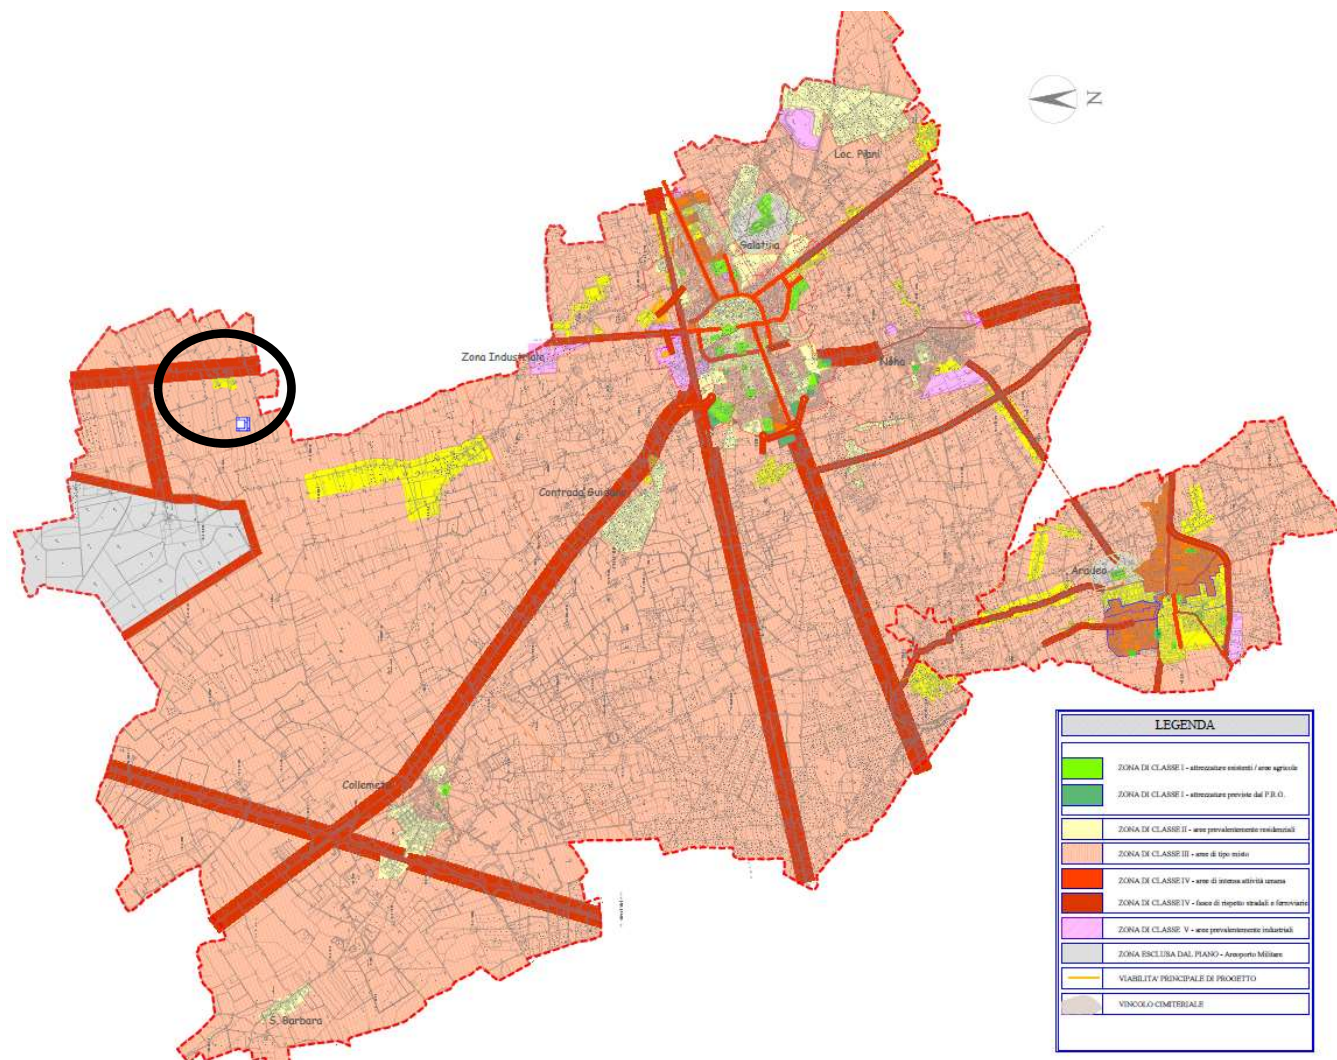 N
Loc. Piani
Galatina
Zona Industriale
Noha
Contrada Guidano
Aradeo
Collemeto
S. Barbara
LEGENDA
ZONA DI CLASSE I - attrezzature esistenti / aree agricole
ZONA DI CLASSE I - attrezzature previste dal P.R.G.
ZONA DI CLASSE II - aree prevalentemente residenziali
ZONA DI CLASSE III - aree di tipo misto
ZONA DI CLASSE IV - aree di intensa attività umana
ZONA DI CLASSE IV - fasce di rispetto stradali e ferroviarie
ZONA DI CLASSE V - aree prevalentemente industriali
ZONA ESCLUSA DAL PIANO - Aeroporto Militare
VIABILITA' PRINCIPALE DI PROGETTO
VINCOLO CIMITERIALE